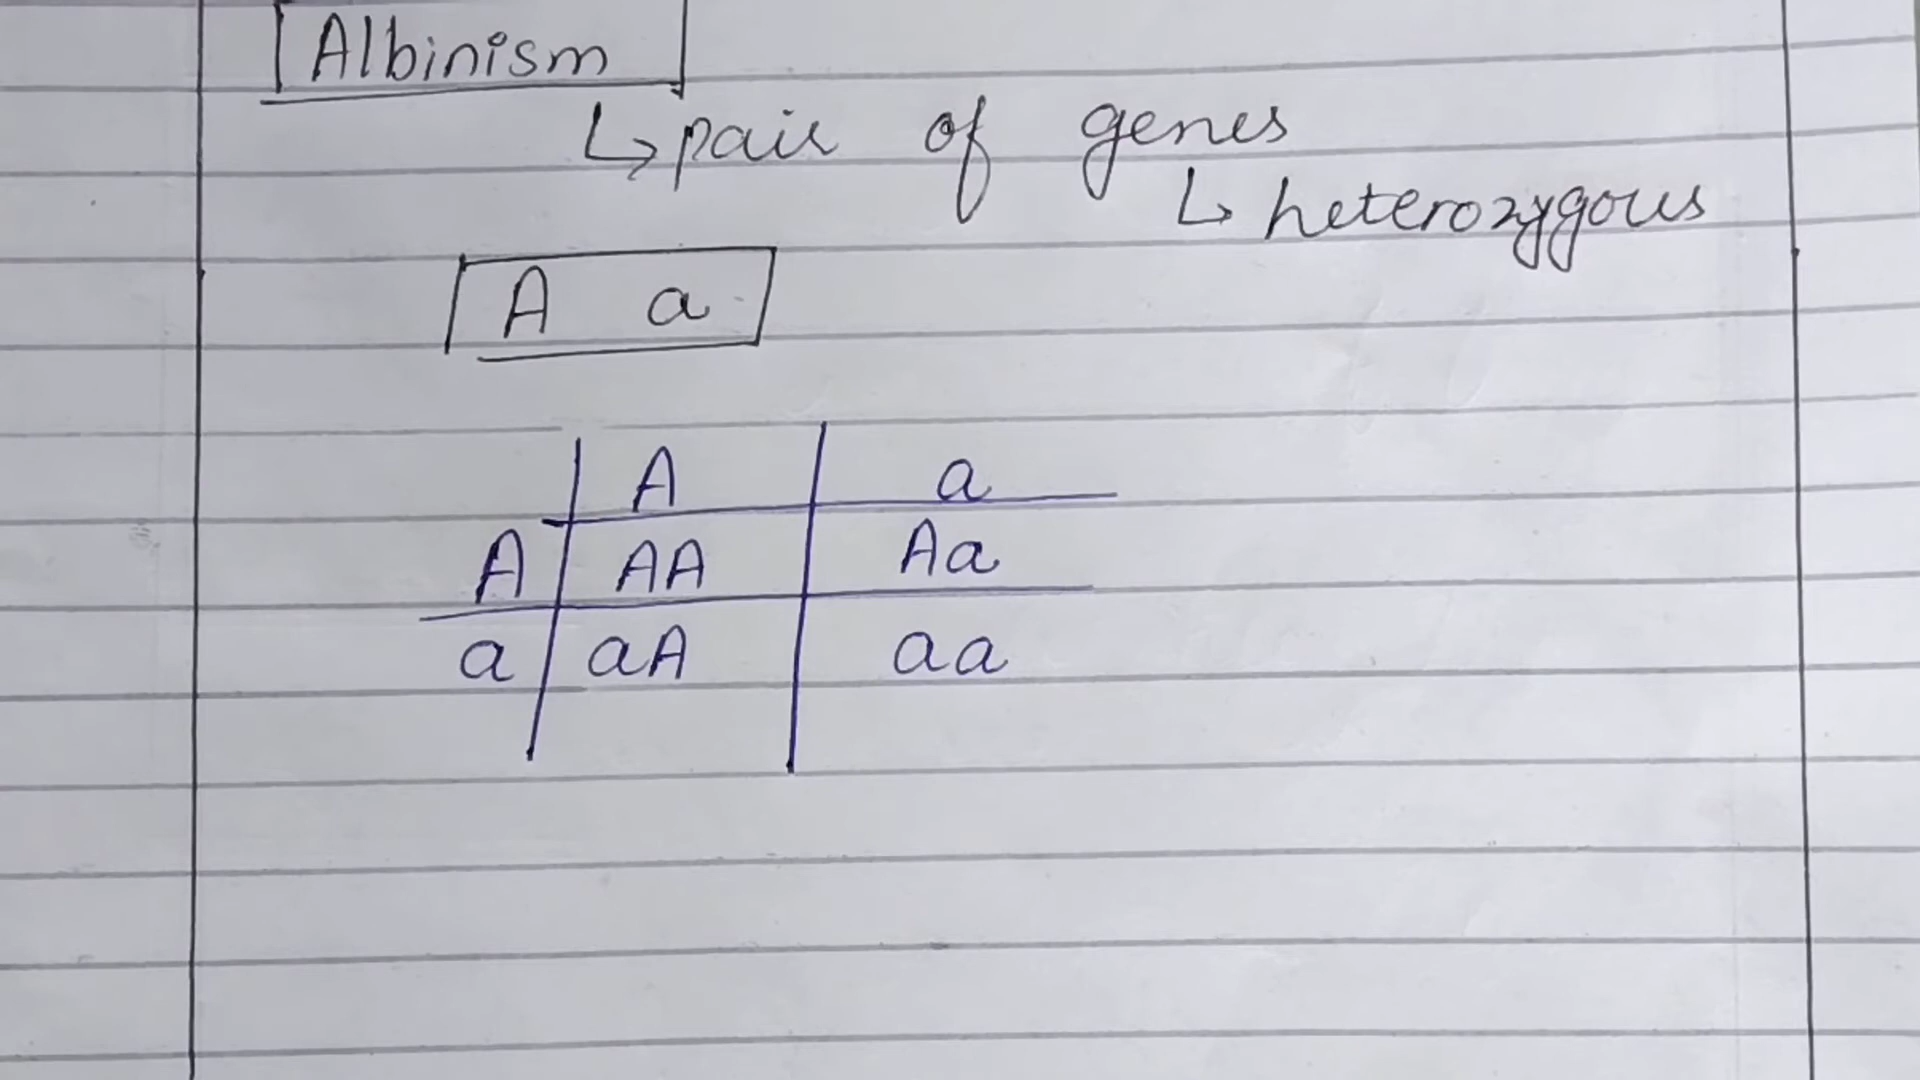 Albinism
↳ pair of genes
↳ heterozygous
A a
A a
A AA Aa
a aA aa